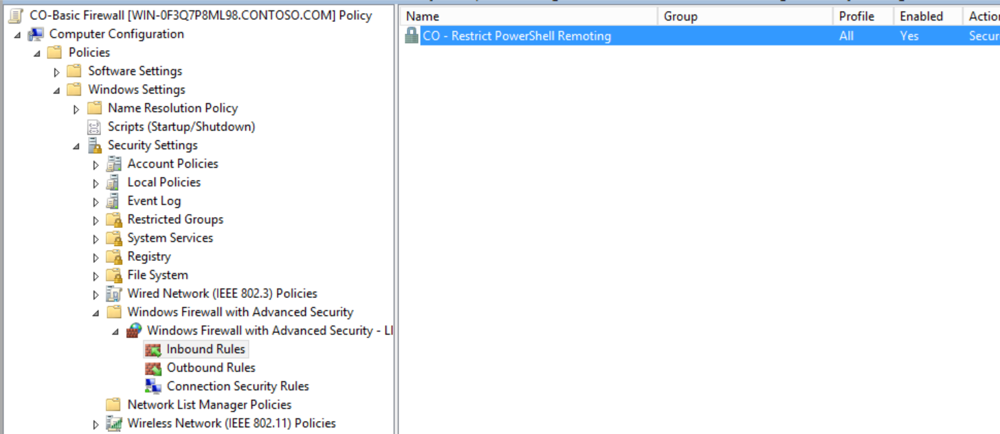 CO-Basic Firewall [WIN-0F3Q7P8ML98.CONTOSO.COM] Policy
Computer Configuration
Policies
Software Settings
Windows Settings
Name Resolution Policy
Scripts (Startup/Shutdown)
Security Settings
Account Policies
Local Policies
Event Log
Restricted Groups
System Services
Registry
File System
Wired Network (IEEE 802.3) Policies
Windows Firewall with Advanced Security
Windows Firewall with Advanced Security - LI
Inbound Rules
Outbound Rules
Connection Security Rules
Network List Manager Policies
Wireless Network (IEEE 802.11) Policies
Name Group Profile Enabled Action
CO - Restrict PowerShell Remoting All Yes Secur